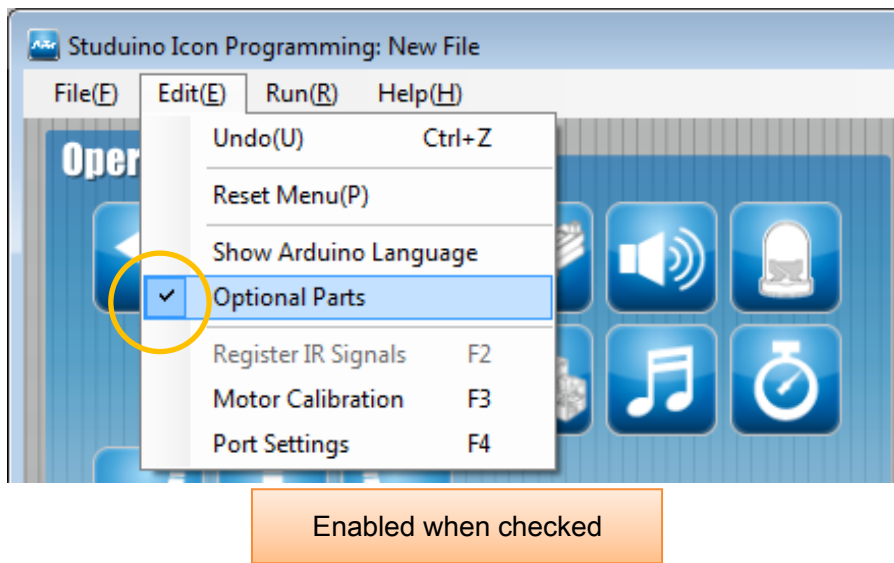 Studuino Icon Programming: New File
File(F) Edit(E) Run(R) Help(H)
Oper
Undo(U) Ctrl+Z
Reset Menu(P)
Show Arduino Language
Optional Parts
Register IR Signals F2
Motor Calibration F3
Port Settings F4
Enabled when checked